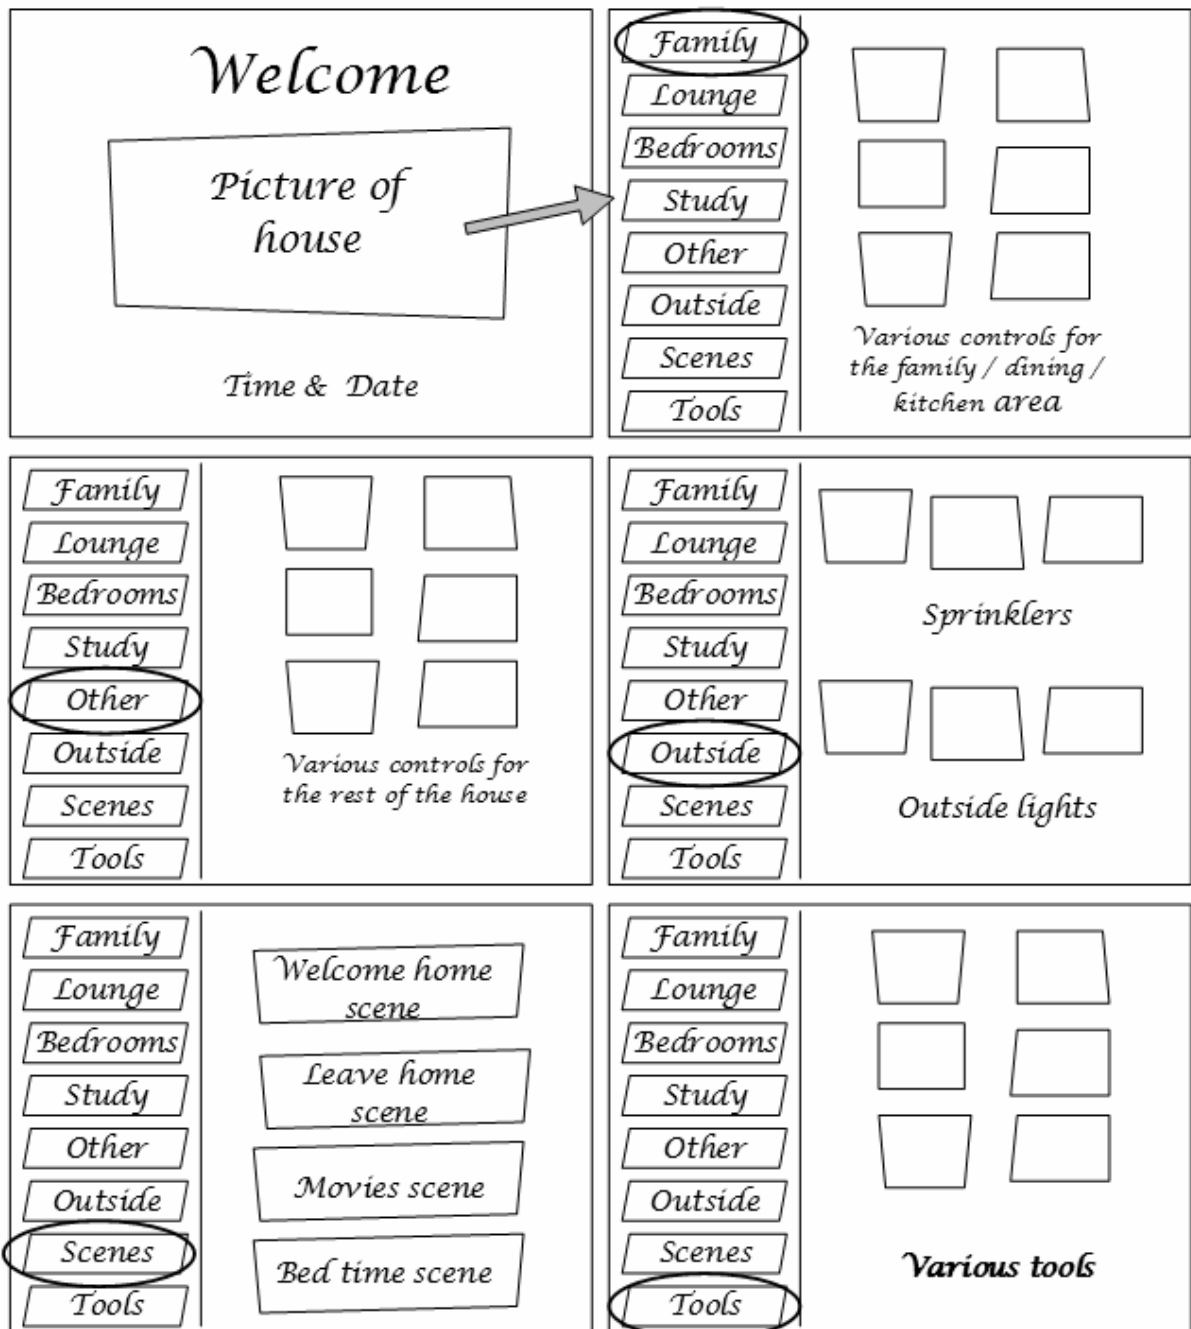 Welcome
Picture of
house
Time & Date
Family
Lounge
Bedrooms
Study
Other
Outside
Scenes
Tools
Various controls for
the family / dining /
kitchen area
Family
Lounge
Bedrooms
Study
Other
Outside
Scenes
Tools
Various controls for
the rest of the house
Family
Lounge
Bedrooms
Study
Other
Outside
Scenes
Tools
Sprinklers
Outside lights
Family
Lounge
Bedrooms
Study
Other
Outside
Scenes
Tools
Welcome home
scene
Leave home
scene
Movies scene
Bed time scene
Family
Lounge
Bedrooms
Study
Other
Outside
Scenes
Tools
Various tools